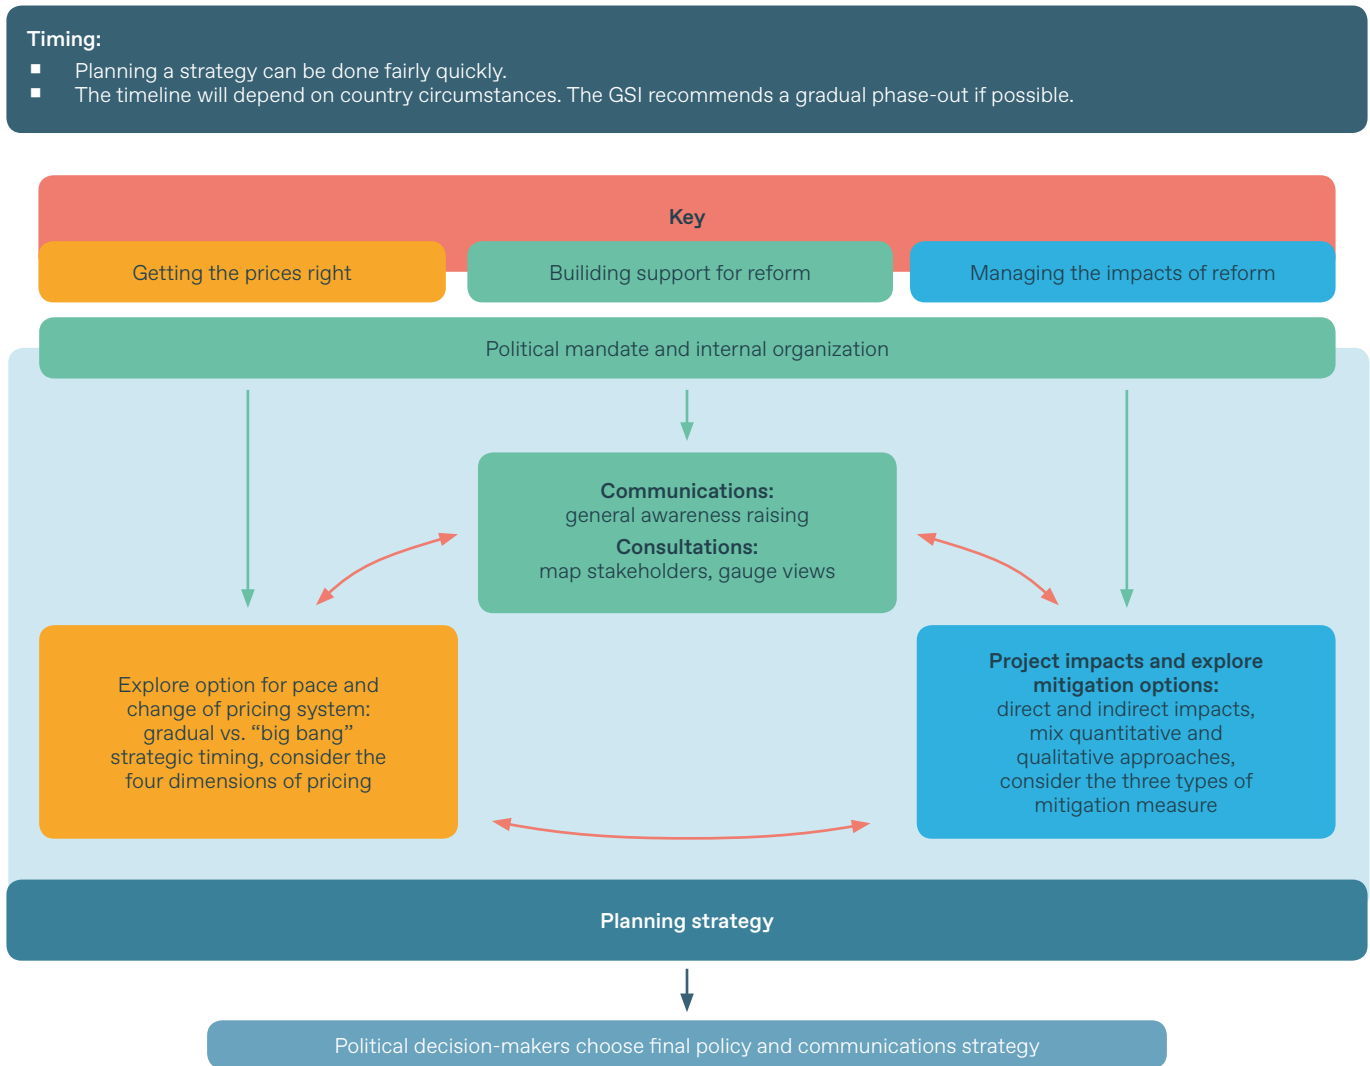 Timing:
▪ Planning a strategy can be done fairly quickly.
▪ The timeline will depend on country circumstances. The GSI recommends a gradual phase-out if possible.
Key
Getting the prices right
Builiding support for reform
Managing the impacts of reform
Political mandate and internal organization
Communications:
general awareness raising
Consultations:
map stakeholders, gauge views
Explore option for pace and
change of pricing system:
gradual vs. “big bang”
strategic timing, consider the
four dimensions of pricing
Project impacts and explore
mitigation options:
direct and indirect impacts,
mix quantitative and
qualitative approaches,
consider the three types of
mitigation measure
Planning strategy
Political decision-makers choose final policy and communications strategy